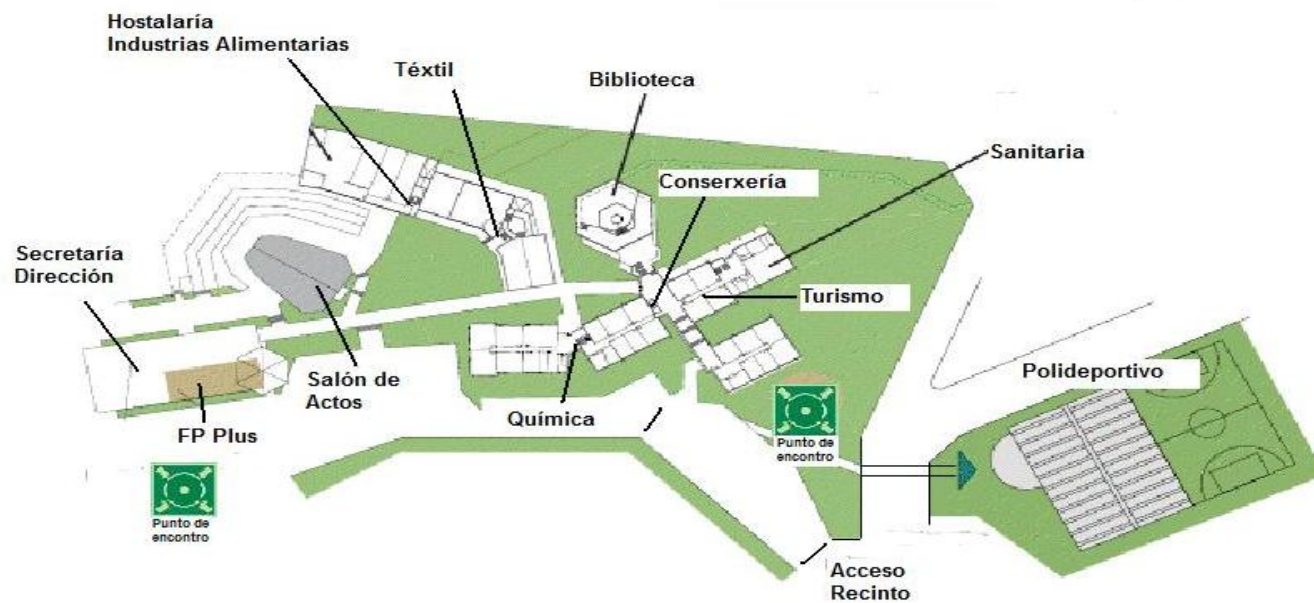 Hostalaría
Industrias Alimentarias
Téxtil
Biblioteca
Sanitaria
Conserxería
Secretaría
Dirección
Turismo
Polideportivo
Salón de
Actos
Química
FP Plus
Punto de
encontro
Punto de
encontro
Acceso
Recinto